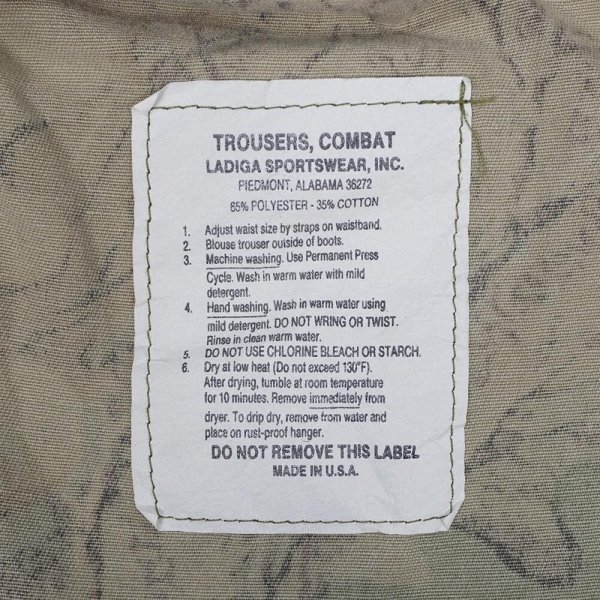 TROUSERS, COMBAT
LADIGA SPORTSWEAR, INC.
PIEDMONT, ALABAMA 36272
65% POLYESTER - 35% COTTON
1. Adjust waist size by straps on waistband.
2. Blouse trouser outside of boots.
3. Machine washing. Use Permanent Press
Cycle. Wash in warm water with mild
detergent.
4. Hand washing. Wash in warm water using
mild detergent. DO NOT WRING OR TWIST.
Rinse in clean warm water.
5. DO NOT USE CHLORINE BLEACH OR STARCH.
6. Dry at low heat (Do not exceed 130°F).
After drying, tumble at room temperature
for 10 minutes. Remove immediately from
dryer. To drip dry, remove from water and
place on rust-proof hanger.
DO NOT REMOVE THIS LABEL
MADE IN U.S.A.